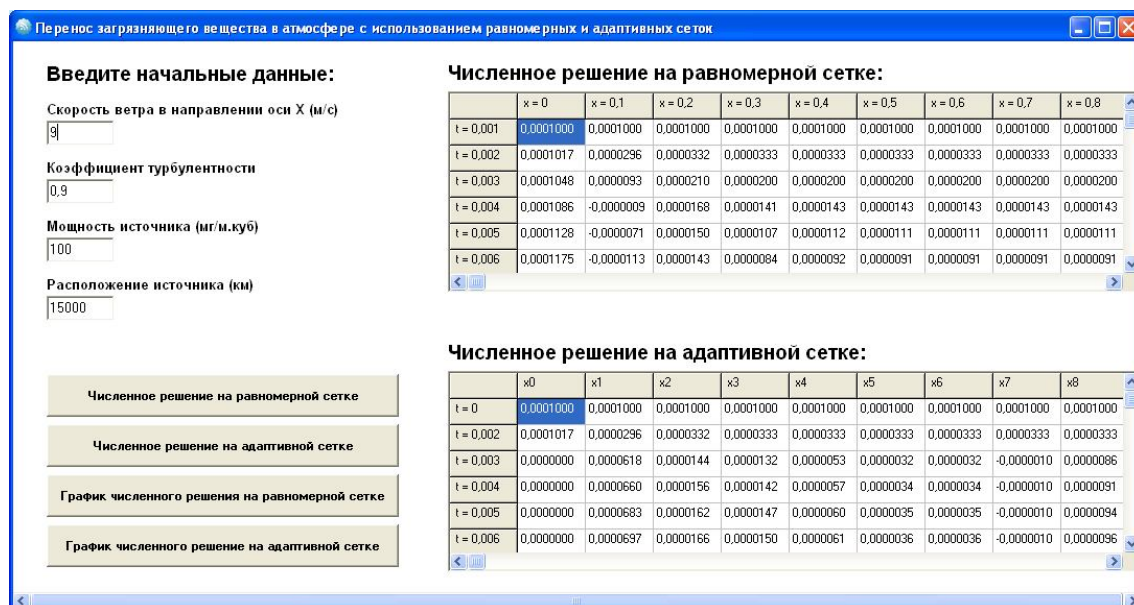 Перенос загрязняющего вещества в атмосфере с использованием равномерных и адаптивных сеток
Введите начальные данные:
Скорость ветра в направлении оси X (м/с)
9
Коэффициент турбулентности
0,9
Мощность источника (мг/м.куб)
100
Расположение источника (км)
15000
Численное решение на равномерной сетке
Численное решение на адаптивной сетке
График численного решения на равномерной сетке
График численного решение на адаптивной сетке
Численное решение на равномерной сетке:
x = 0 x = 0,1 x = 0,2 x = 0,3 x = 0,4 x = 0,5 x = 0,6 x = 0,7 x = 0,8
t = 0,001 0,0001000 0,0001000 0,0001000 0,0001000 0,0001000 0,0001000 0,0001000 0,0001000 0,0001000
t = 0,002 0,0001017 0,0000296 0,0000332 0,0000333 0,0000333 0,0000333 0,0000333 0,0000333 0,0000333
t = 0,003 0,0001048 0,0000093 0,0000210 0,0000200 0,0000200 0,0000200 0,0000200 0,0000200 0,0000200
t = 0,004 0,0001086 -0,0000009 0,0000168 0,0000141 0,0000143 0,0000143 0,0000143 0,0000143 0,0000143
t = 0,005 0,0001128 -0,0000071 0,0000150 0,0000107 0,0000112 0,0000111 0,0000111 0,0000111 0,0000111
t = 0,006 0,0001175 -0,0000113 0,0000143 0,0000084 0,0000092 0,0000091 0,0000091 0,0000091 0,0000091
Численное решение на адаптивной сетке:
x0 x1 x2 x3 x4 x5 x6 x7 x8
t = 0 0,0001000 0,0001000 0,0001000 0,0001000 0,0001000 0,0001000 0,0001000 0,0001000 0,0001000
t = 0,002 0,0001017 0,0000296 0,0000332 0,0000333 0,0000333 0,0000333 0,0000333 0,0000333 0,0000333
t = 0,003 0,0000000 0,0000618 0,0000144 0,0000132 0,0000053 0,0000032 0,0000032 -0,0000010 0,0000086
t = 0,004 0,0000000 0,0000660 0,0000156 0,0000142 0,0000057 0,0000034 0,0000034 -0,0000010 0,0000091
t = 0,005 0,0000000 0,0000683 0,0000162 0,0000147 0,0000060 0,0000035 0,0000035 -0,0000010 0,0000094
t = 0,006 0,0000000 0,0000697 0,0000166 0,0000150 0,0000061 0,0000036 0,0000036 -0,0000010 0,0000096